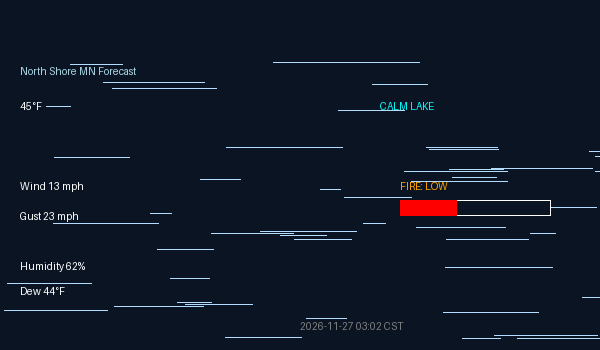 North Shore MN Forecast
45°F
CALM LAKE
Wind 13 mph
FIRE: LOW
Gust 23 mph
Humidity 62%
Dew 44°F
2026-11-27 03:02 CST